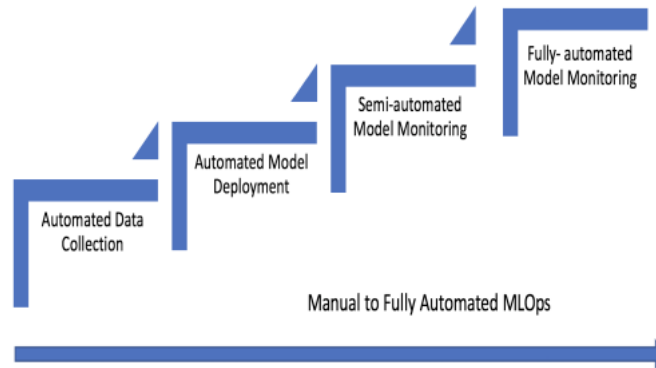 Fully- automated
Model Monitoring
Semi-automated
Model Monitoring
Automated Model
Deployment
Automated Data
Collection
Manual to Fully Automated MLOps